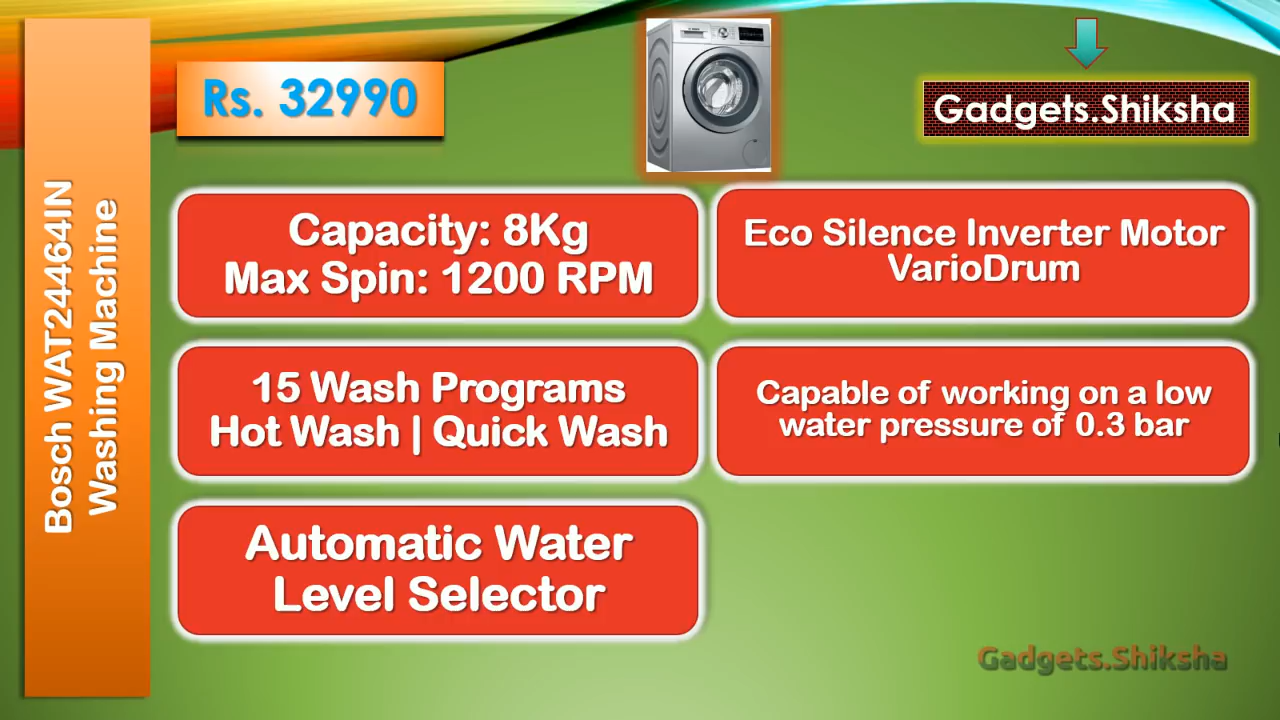 Bosch WAT24464IN
Washing Machine
Rs. 32990
Gadgets.Shiksha
Capacity: 8Kg
Max Spin: 1200 RPM
Eco Silence Inverter Motor
VarioDrum
15 Wash Programs
Hot Wash | Quick Wash
Capable of working on a low
water pressure of 0.3 bar
Automatic Water
Level Selector
Gadgets.Shiksha